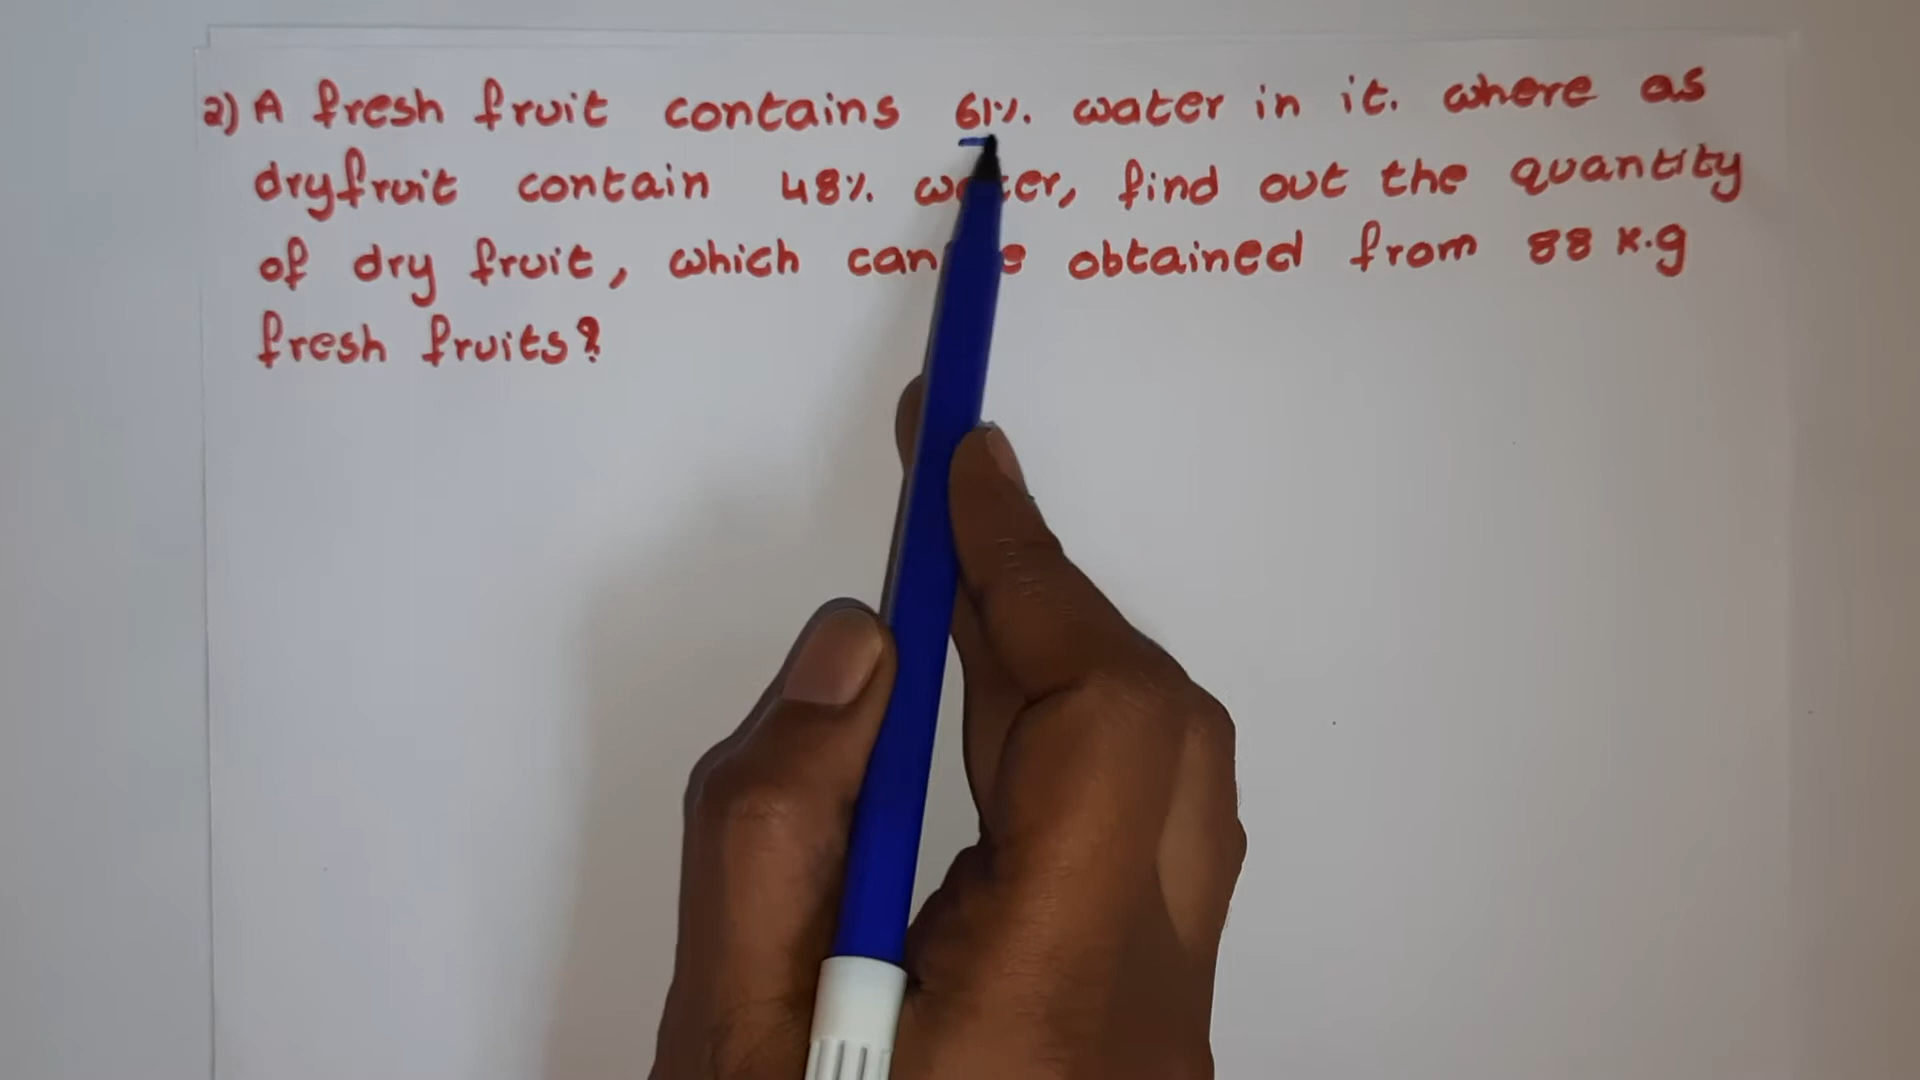 2) A fresh fruit contains 61%. water in it. where as
dryfruit contain 48%. water, find out the quantity
of dry fruit, which can obtained from 88 K.g
fresh fruits?